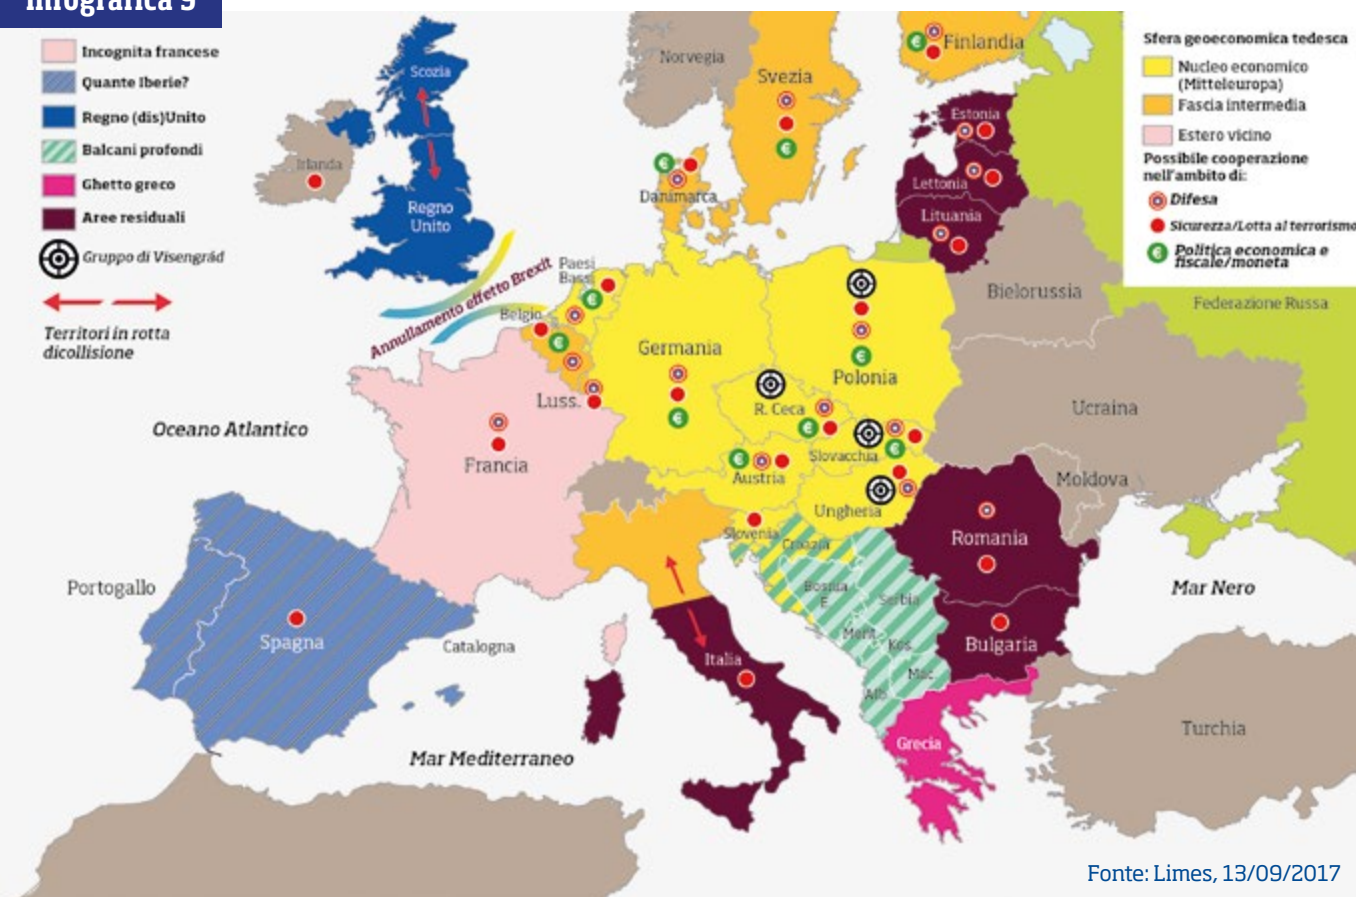 Infografica 9
Incognita francese
Quante Iberie?
Regno (dis)Unito
Balcani profondi
Ghetto greco
Aree residuali
Gruppo di Visengrád
Territori in rotta
dicollisione
Sfera geoeconomica tedesca
Nucleo economico
(Mitteleuropa)
Fascia intermedia
Estero vicino
Possibile cooperazione
nell'ambito di:
Difesa
Sicurezza/Lotta al terrorismo
Politica economica e
fiscale/moneta
Norvegia
Svezia
Finlandia
Scozia
Irlanda
Regno
Unito
Danimarca
Estonia
Lettonia
Lituania
Bielorussia
Federazione Russa
Annullamento effetto Brexit
Paesi
Bassi
Belgio
Luss.
Germania
Polonia
R. Ceca
Slovacchia
Austria
Ungheria
Ucraina
Moldova
Oceano Atlantico
Francia
Slovenia
Croazia
Bosnia
E.
Serbia
Mont.
Kos.
Mac.
Alb.
Romania
Bulgaria
Mar Nero
Portogallo
Spagna
Catalogna
Italia
Grecia
Turchia
Mar Mediterraneo
Fonte: Limes, 13/09/2017